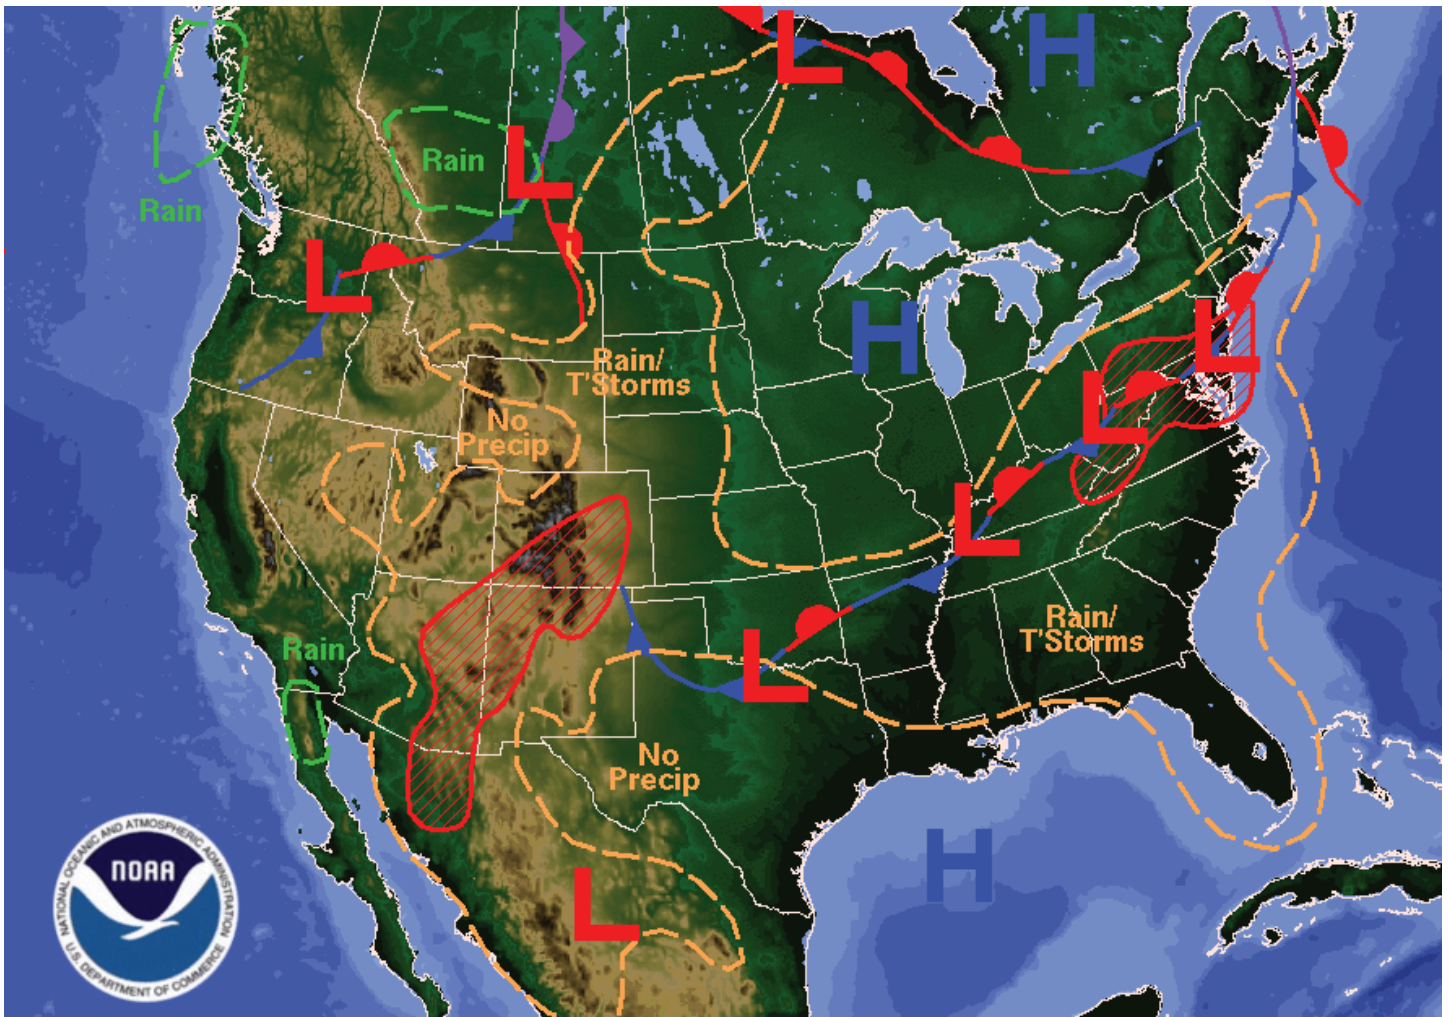 H
L
Rain
L
Rain
L
H
Rain/
T'Storms
L
L
No
Precip
L
Rain/
T'Storms
Rain
L
No
Precip
H
L
NATIONAL OCEANIC AND ATMOSPHERIC ADMINISTRATION
NOAA
U.S. DEPARTMENT OF COMMERCE